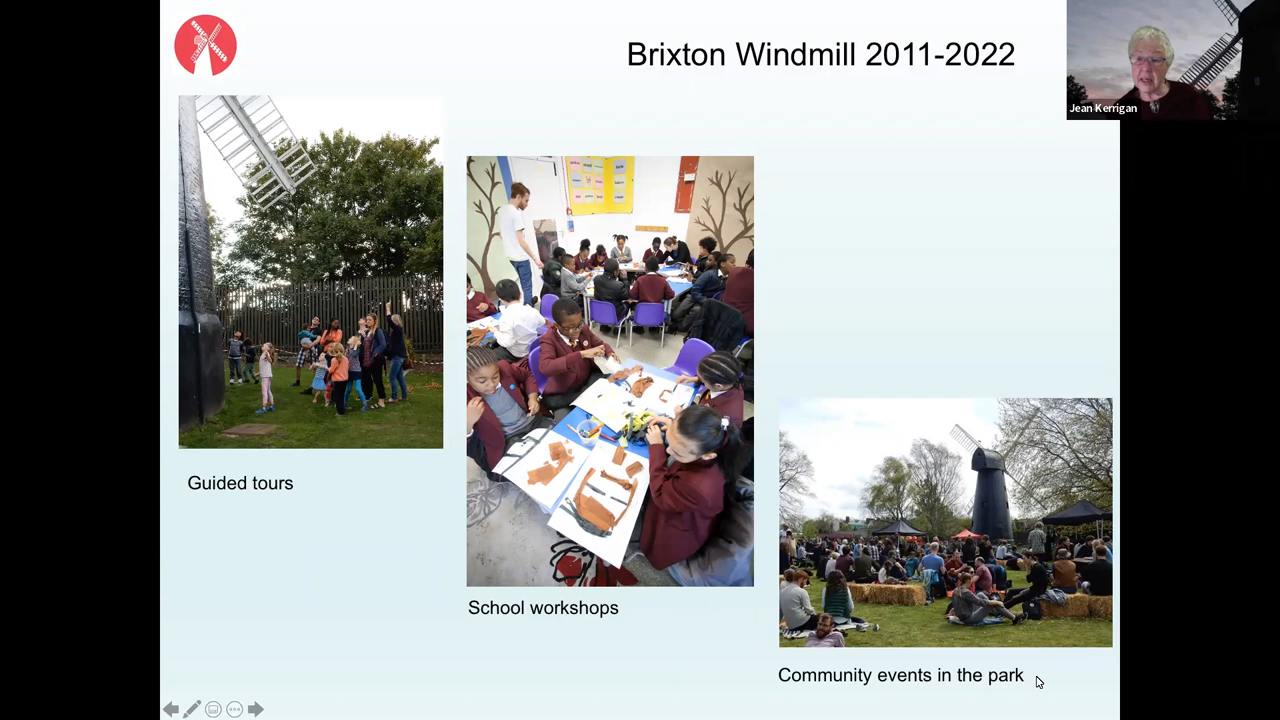 Brixton Windmill 2011-2022
Jean Kerrigan
Guided tours
School workshops
Community events in the park